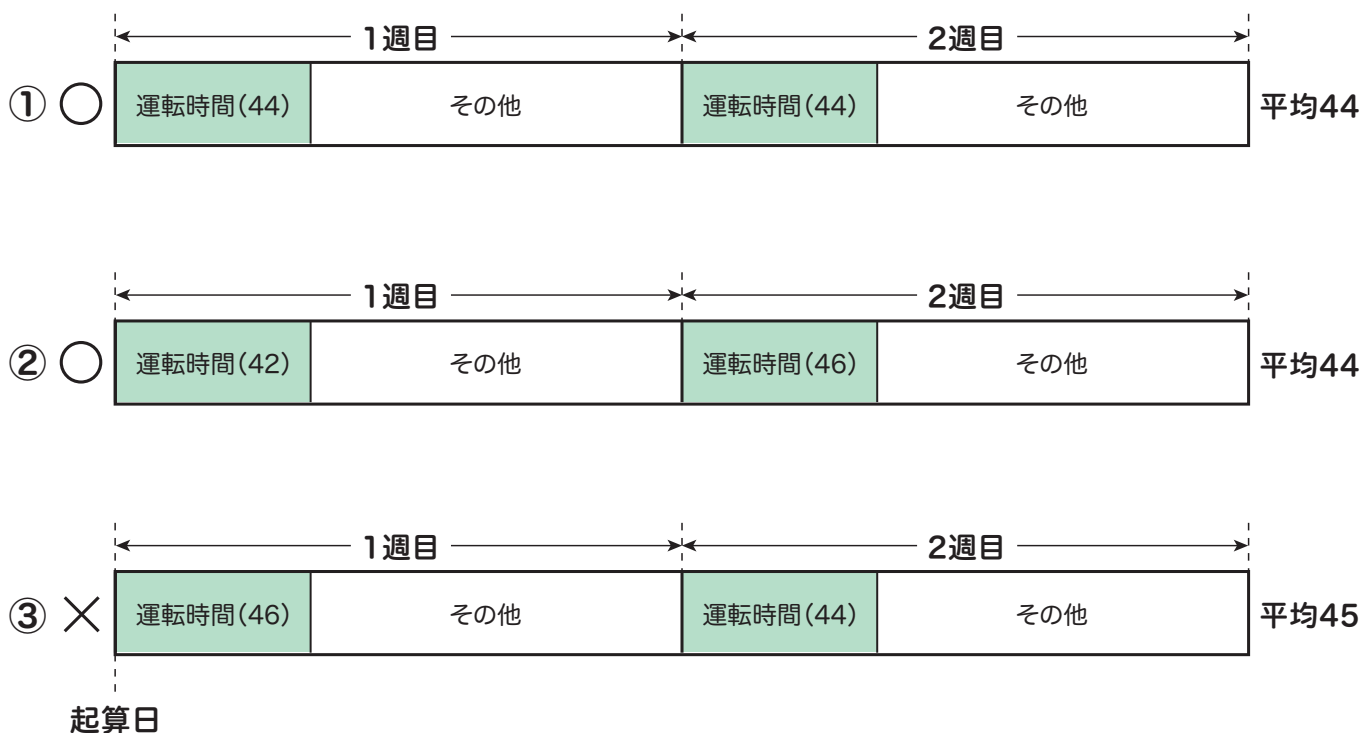 1週目 2週目
① ○ 運転時間(44) その他 運転時間(44) その他 平均44
1週目 2週目
② ○ 運転時間(42) その他 運転時間(46) その他 平均44
1週目 2週目
③ × 運転時間(46) その他 運転時間(44) その他 平均45
起算日